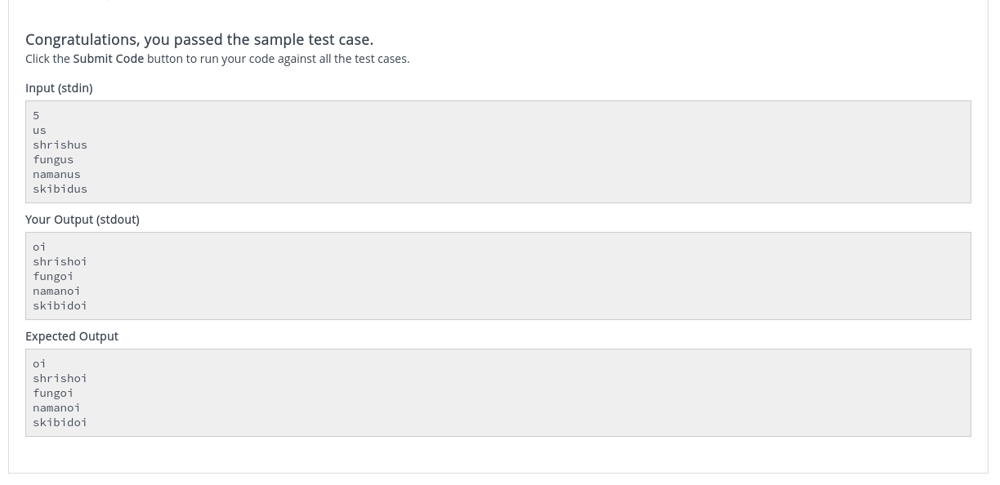 Congratulations, you passed the sample test case.
Click the Submit Code button to run your code against all the test cases.
Input (stdin)
5
us
shrishus
fungus
namanus
skibidus
Your Output (stdout)
oi
shrishoi
fungoi
namanoi
skibidoi
Expected Output
oi
shrishoi
fungoi
namanoi
skibidoi